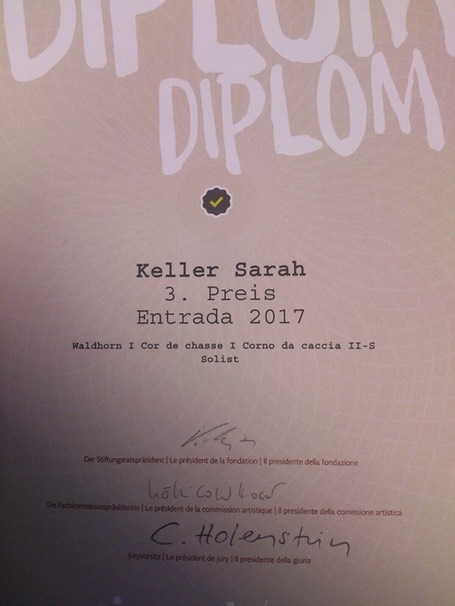 DIPLOM
DIPLOM
Keller Sarah
3. Preis
Entrada 2017
Waldhorn I Cor de chasse I Corno da caccia II-S
Solist
Der Stiftungsratspräsident | Le président de la fondation | Il presidente della fondazione
Die Fachkommissionspräsidentin | Le président de la commission artistique | Il presidente della comissione artistica
C. Holenstein
Juryvorsitz | Le président de jury | Il presidente della giuria